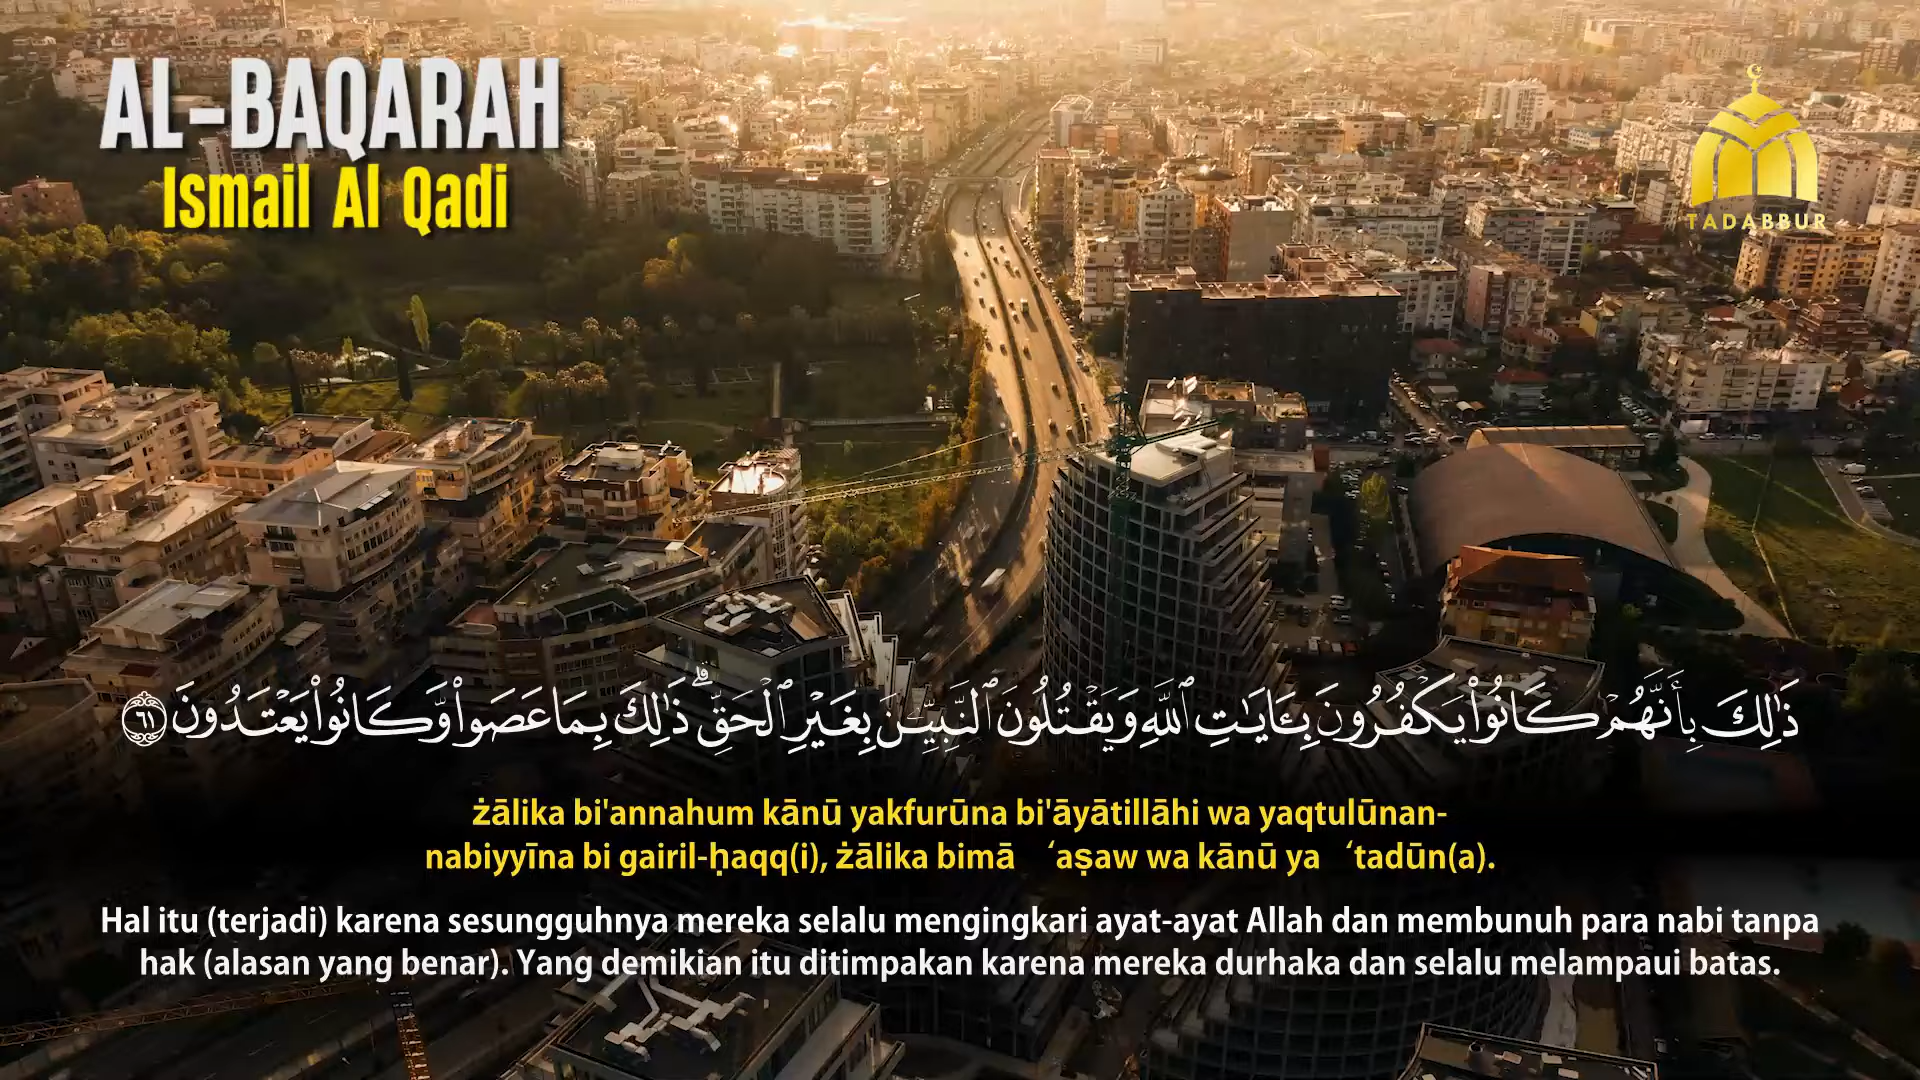 AL-BAQARAH
Ismail Al Qadi
TADABBUR
ذَٰلِكَ بِأَنَّهُمْ كَانُوا۟ يَكْفُرُونَ بِـَٔايَـٰتِ ٱللَّهِ وَيَقْتُلُونَ ٱلنَّبِيِّـۧنَ بِغَيْرِ ٱلْحَقِّ ۗ ذَٰلِكَ بِمَا عَصَوا۟ وَّكَانُوا۟ يَعْتَدُونَ ٦١
żālika bi'annahum kānū yakfurūna bi'āyātillāhi wa yaqtulūnan-
nabiyyīna bi gairil-ḥaqq(i), żālika bimā ‘aṣaw wa kānū ya ‘tadūn(a).
Hal itu (terjadi) karena sesungguhnya mereka selalu mengingkari ayat-ayat Allah dan membunuh para nabi tanpa
hak (alasan yang benar). Yang demikian itu ditimpakan karena mereka durhaka dan selalu melampaui batas.